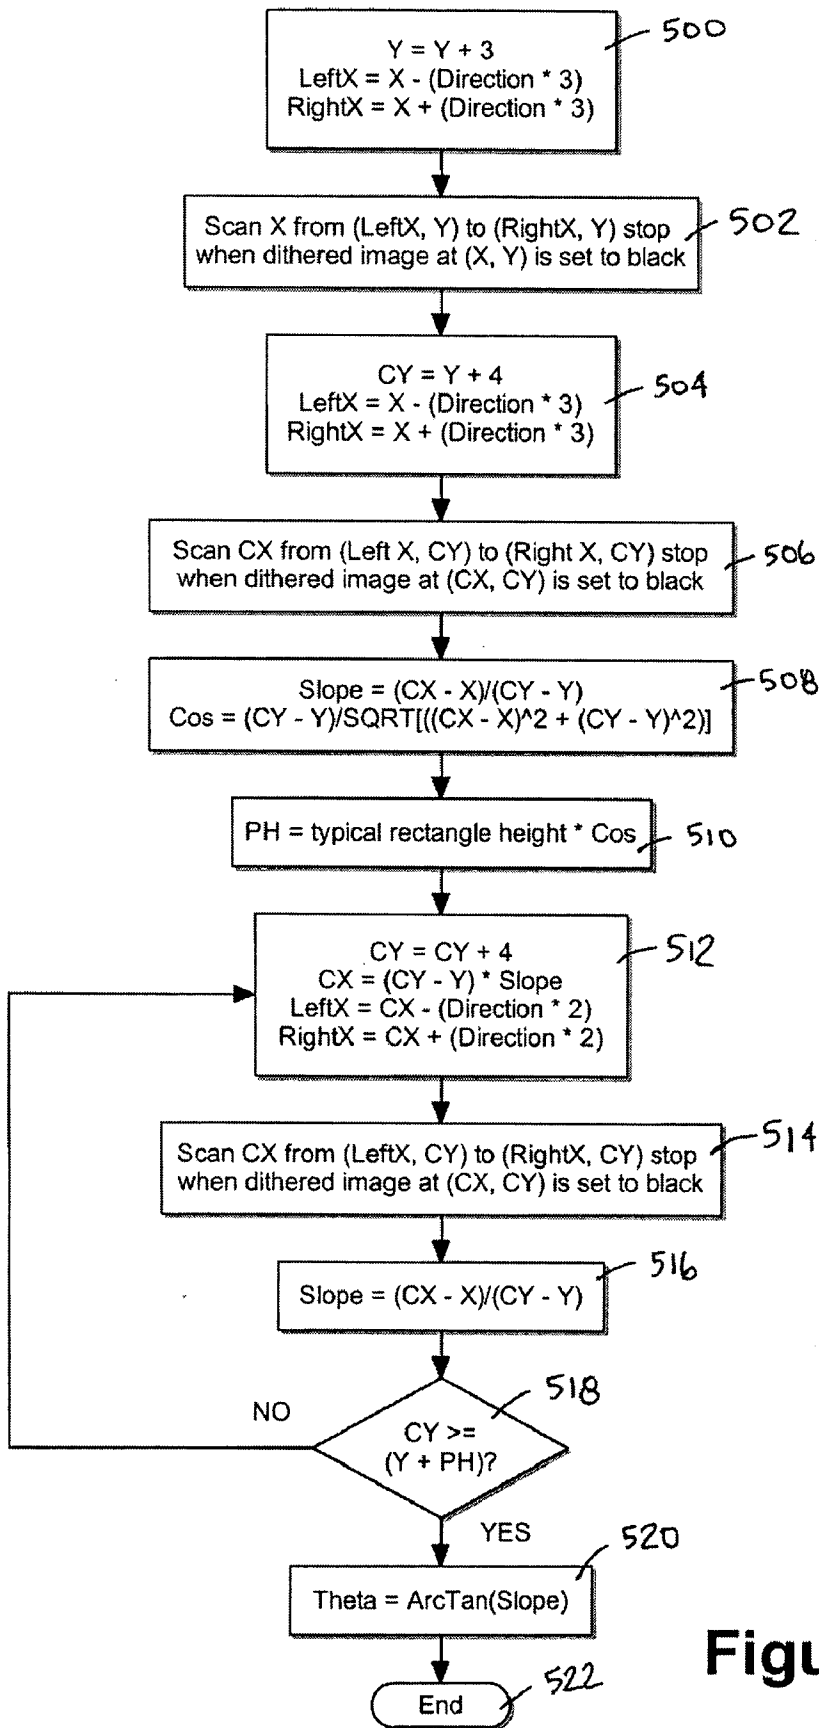 Y = Y + 3
LeftX = X - (Direction * 3)
RightX = X + (Direction * 3)
500
Scan X from (LeftX, Y) to (RightX, Y) stop
when dithered image at (X, Y) is set to black
502
CY = Y + 4
LeftX = X - (Direction * 3)
RightX = X + (Direction * 3)
504
Scan CX from (Left X, CY) to (Right X, CY) stop
when dithered image at (CX, CY) is set to black
506
Slope = (CX - X)/(CY - Y)
Cos = (CY - Y)/SQRT[((CX - X)^2 + (CY - Y)^2)]
508
PH = typical rectangle height * Cos
510
CY = CY + 4
CX = (CY - Y) * Slope
LeftX = CX - (Direction * 2)
RightX = CX + (Direction * 2)
512
Scan CX from (LeftX, CY) to (RightX, CY) stop
when dithered image at (CX, CY) is set to black
514
Slope = (CX - X)/(CY - Y)
516
CY >=
(Y + PH)?
518
NO
YES
Theta = ArcTan(Slope)
520
End
522
Figu